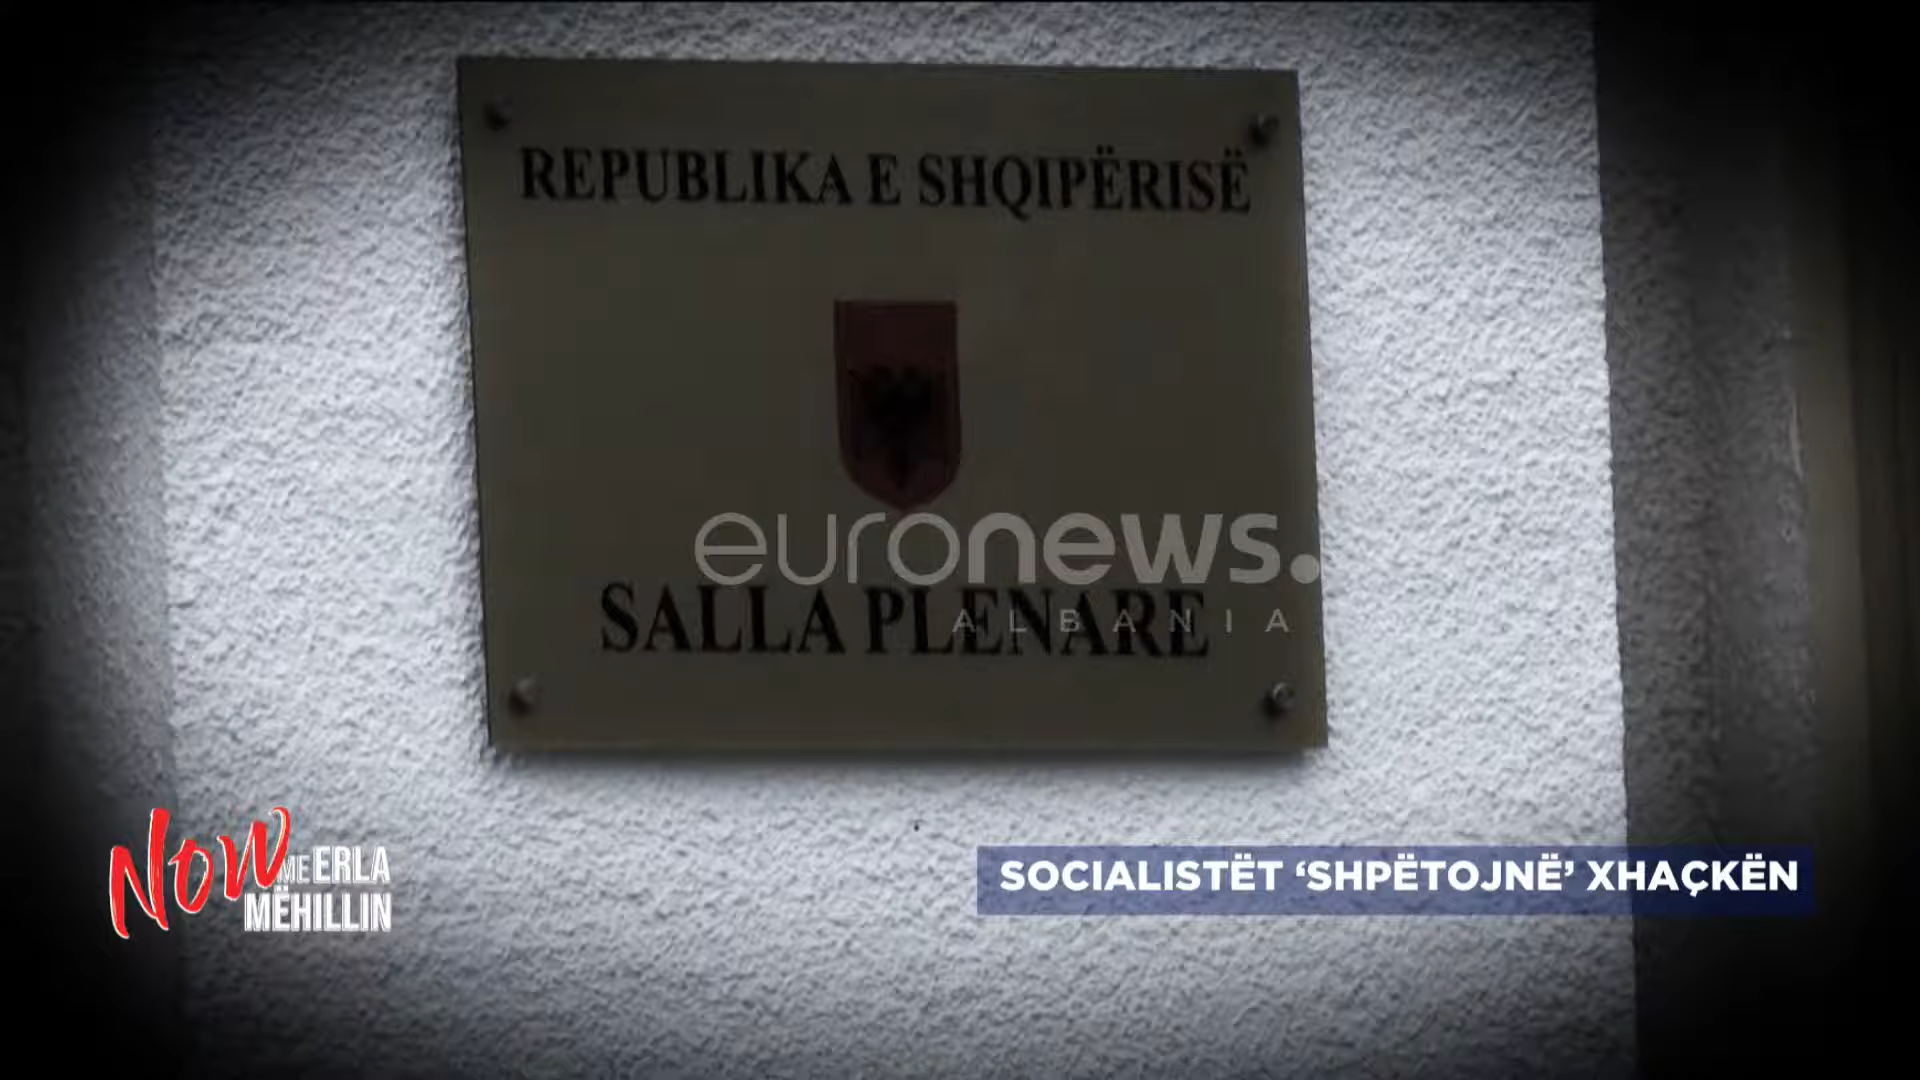 REPUBLIKA E SHQIPËRISË
euronews.
SALLA PLENARE
ALBANIA
Now
ME ERLA
MËHILLIN
SOCIALISTËT ‘SHPËTOJNË’ XHAÇKËN